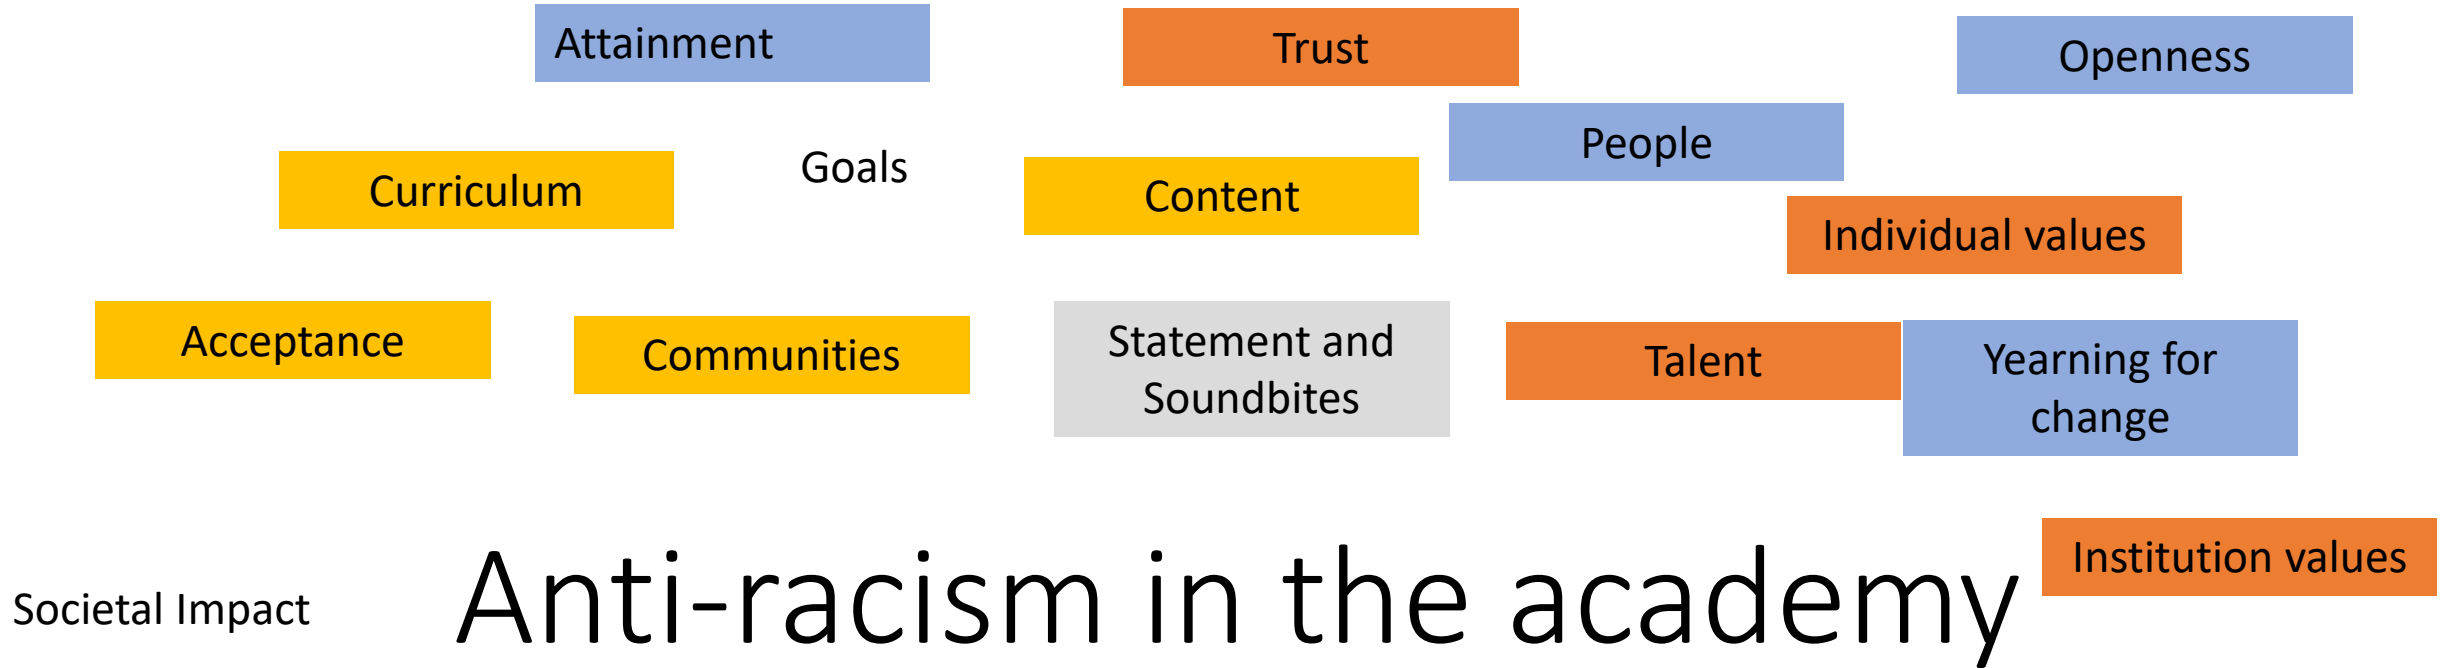 Attainment
Trust
Openness
People
Goals
Curriculum
Content
Individual values
Acceptance
Communities
Statement and
Soundbites
Talent
Yearning for
change
Institution values
Societal Impact
Anti-racism in the academy